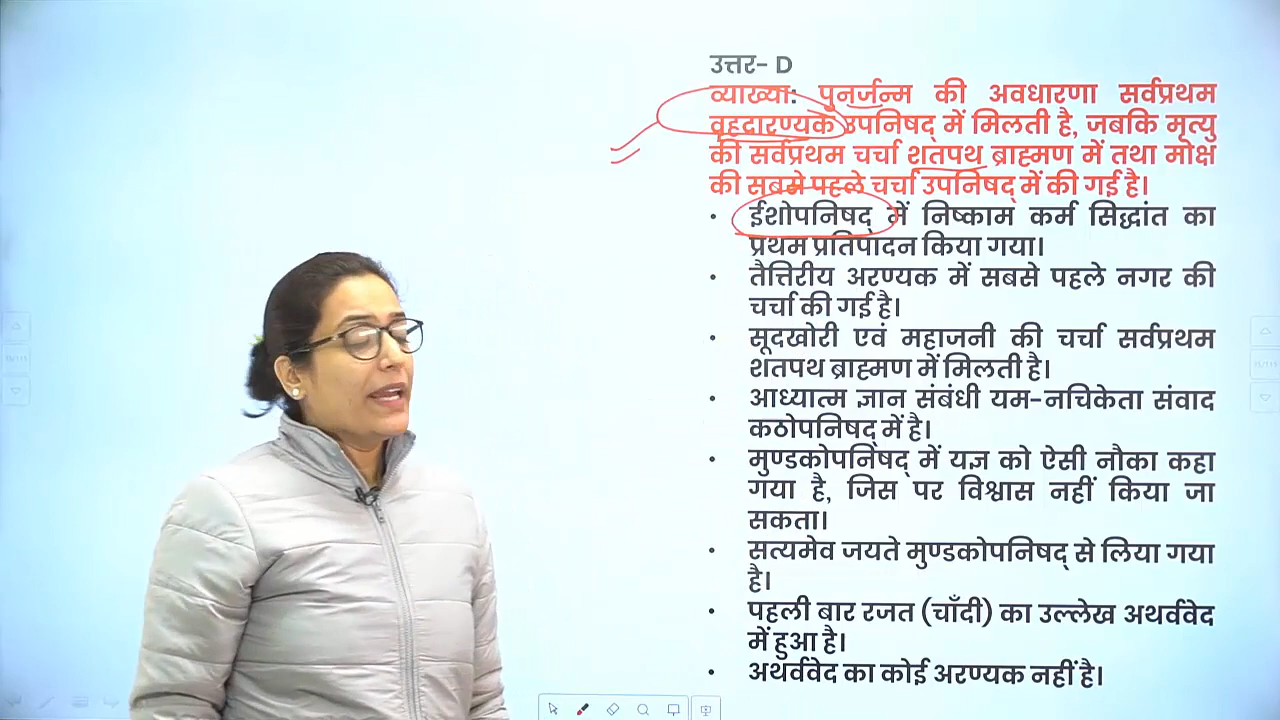 उत्तर- D
व्याख्या: पुनर्जन्म की अवधारणा सर्वप्रथम
वृहदारण्यक उपनिषद् में मिलती है, जबकि मृत्यु
की सर्वप्रथम चर्चा शतपथ ब्राह्मण में तथा मोक्ष
की सबसे पहले चर्चा उपनिषद् में की गई है।
• ईशोपनिषद् में निष्काम कर्म सिद्धांत का
प्रथम प्रतिपादन किया गया।
• तैत्तिरीय अरण्यक में सबसे पहले नगर की
चर्चा की गई है।
• सूदखोरी एवं महाजनी की चर्चा सर्वप्रथम
शतपथ ब्राह्मण में मिलती है।
• आध्यात्म ज्ञान संबंधी यम-नचिकेता संवाद
कठोपनिषद् में है।
• मुण्डकोपनिषद् में यज्ञ को ऐसी नौका कहा
गया है, जिस पर विश्वास नहीं किया जा
सकता।
• सत्यमेव जयते मुण्डकोपनिषद् से लिया गया
है।
• पहली बार रजत (चाँदी) का उल्लेख अथर्ववेद
में हुआ है।
• अथर्ववेद का कोई अरण्यक नहीं है।